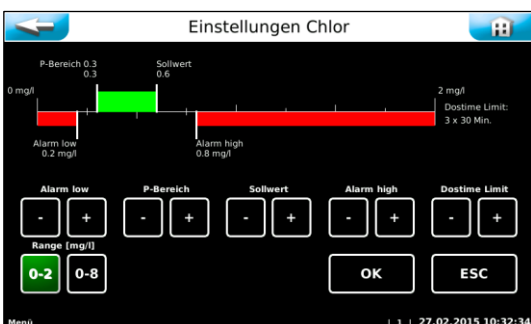 Einstellungen Chlor
P-Bereich 0.3
0.3
Sollwert
0.6
0 mg/l
2 mg/l
Dostime Limit:
3 x 30 Min.
Alarm low
0.2 mg/l
Alarm high
0.8 mg/l
Alarm low P-Bereich Sollwert Alarm high Dostime Limit
- + - + - + - + - +
Range [mg/l]
0-2 0-8 OK ESC
Menü | 1 | 27.02.2015 10:32:34